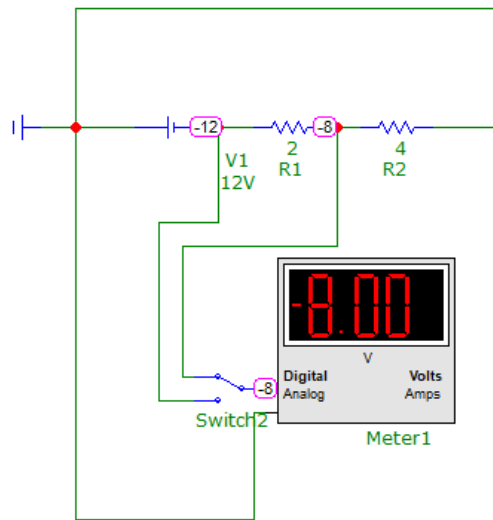 -12
-8
V1
12V
2
R1
4
R2
-8.00
V
Digital Volts
Analog Amps
-8
Switch2
Meter1